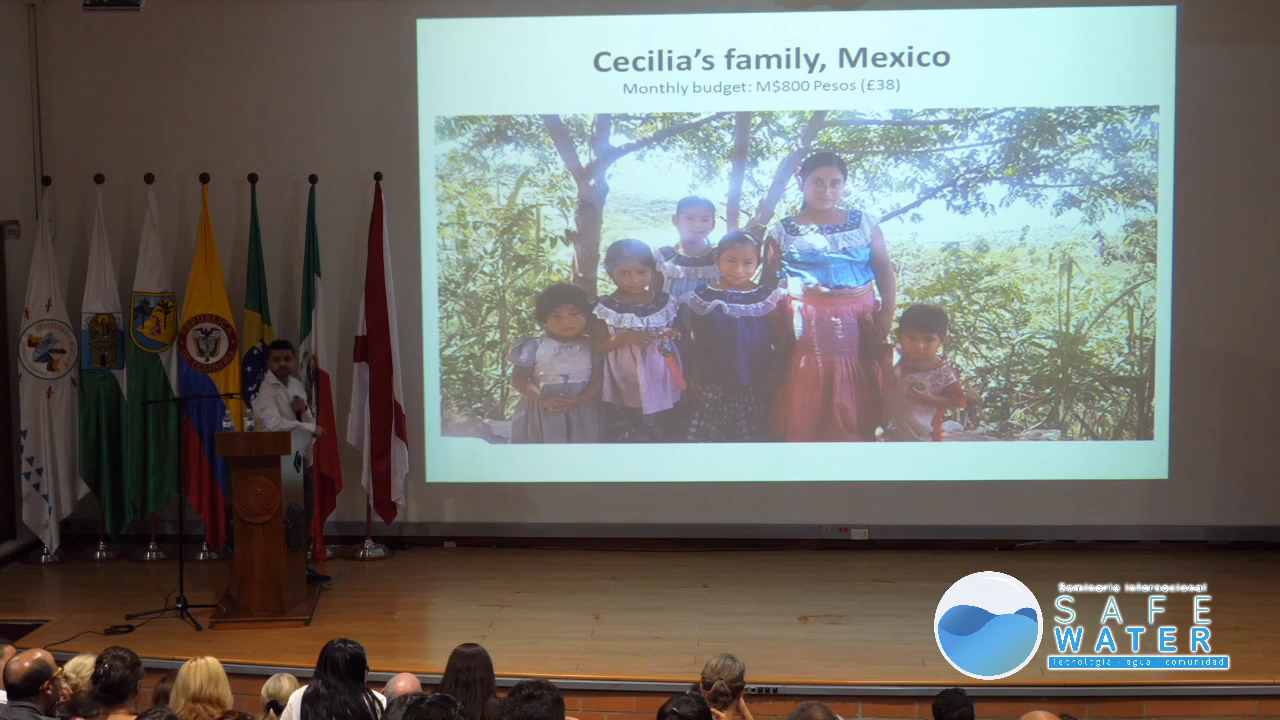 Cecilia's family, Mexico
Monthly budget: M$800 Pesos (£38)
Seminario internacional
SAFE
WATER
Tecnología · agua · comunidad